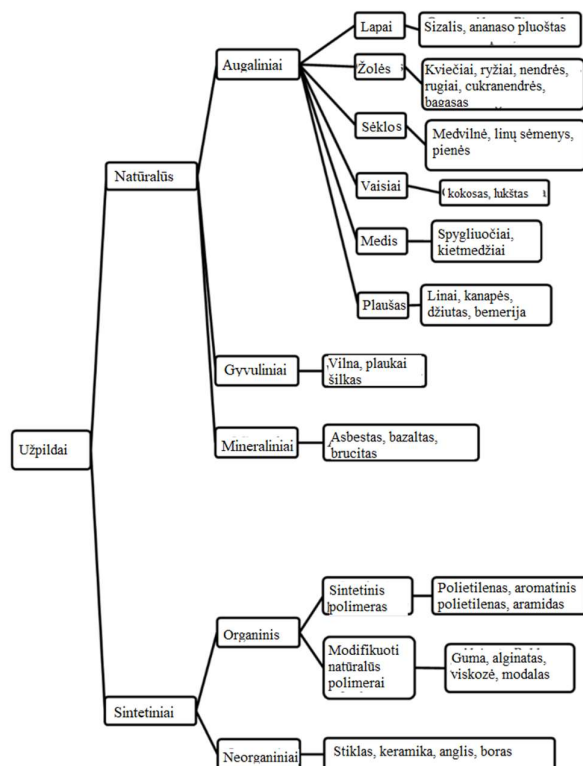 Lapai
Sizalis, ananaso pluoštas
Augaliniai
Žolės
Kviečiai, ryžiai, nendrės,
rugiai, cukranendrės,
bagasas
Sėklos
Medvilnė, linų sėmenys,
pienės
Natūralūs
Vaisiai
kokosas, lukštas
Medis
Spygliuočiai,
kietmedžiai
Plaušas
Linai, kanapės,
džiutas, bemerija
Gyvuliniai
Vilna, plaukai
šilkas
Užpildai
Mineraliniai
Asbestas, bazaltas,
brucitas
Sintetinis
polimeras
Polietilenas, aromatinis
polietilenas, aramidas
Organinis
Modifikuoti
natūralūs
polimerai
Guma, alginatas,
viskozė, modalas
Sintetiniai
Neorganiniai
Stiklas, keramika, anglis, boras